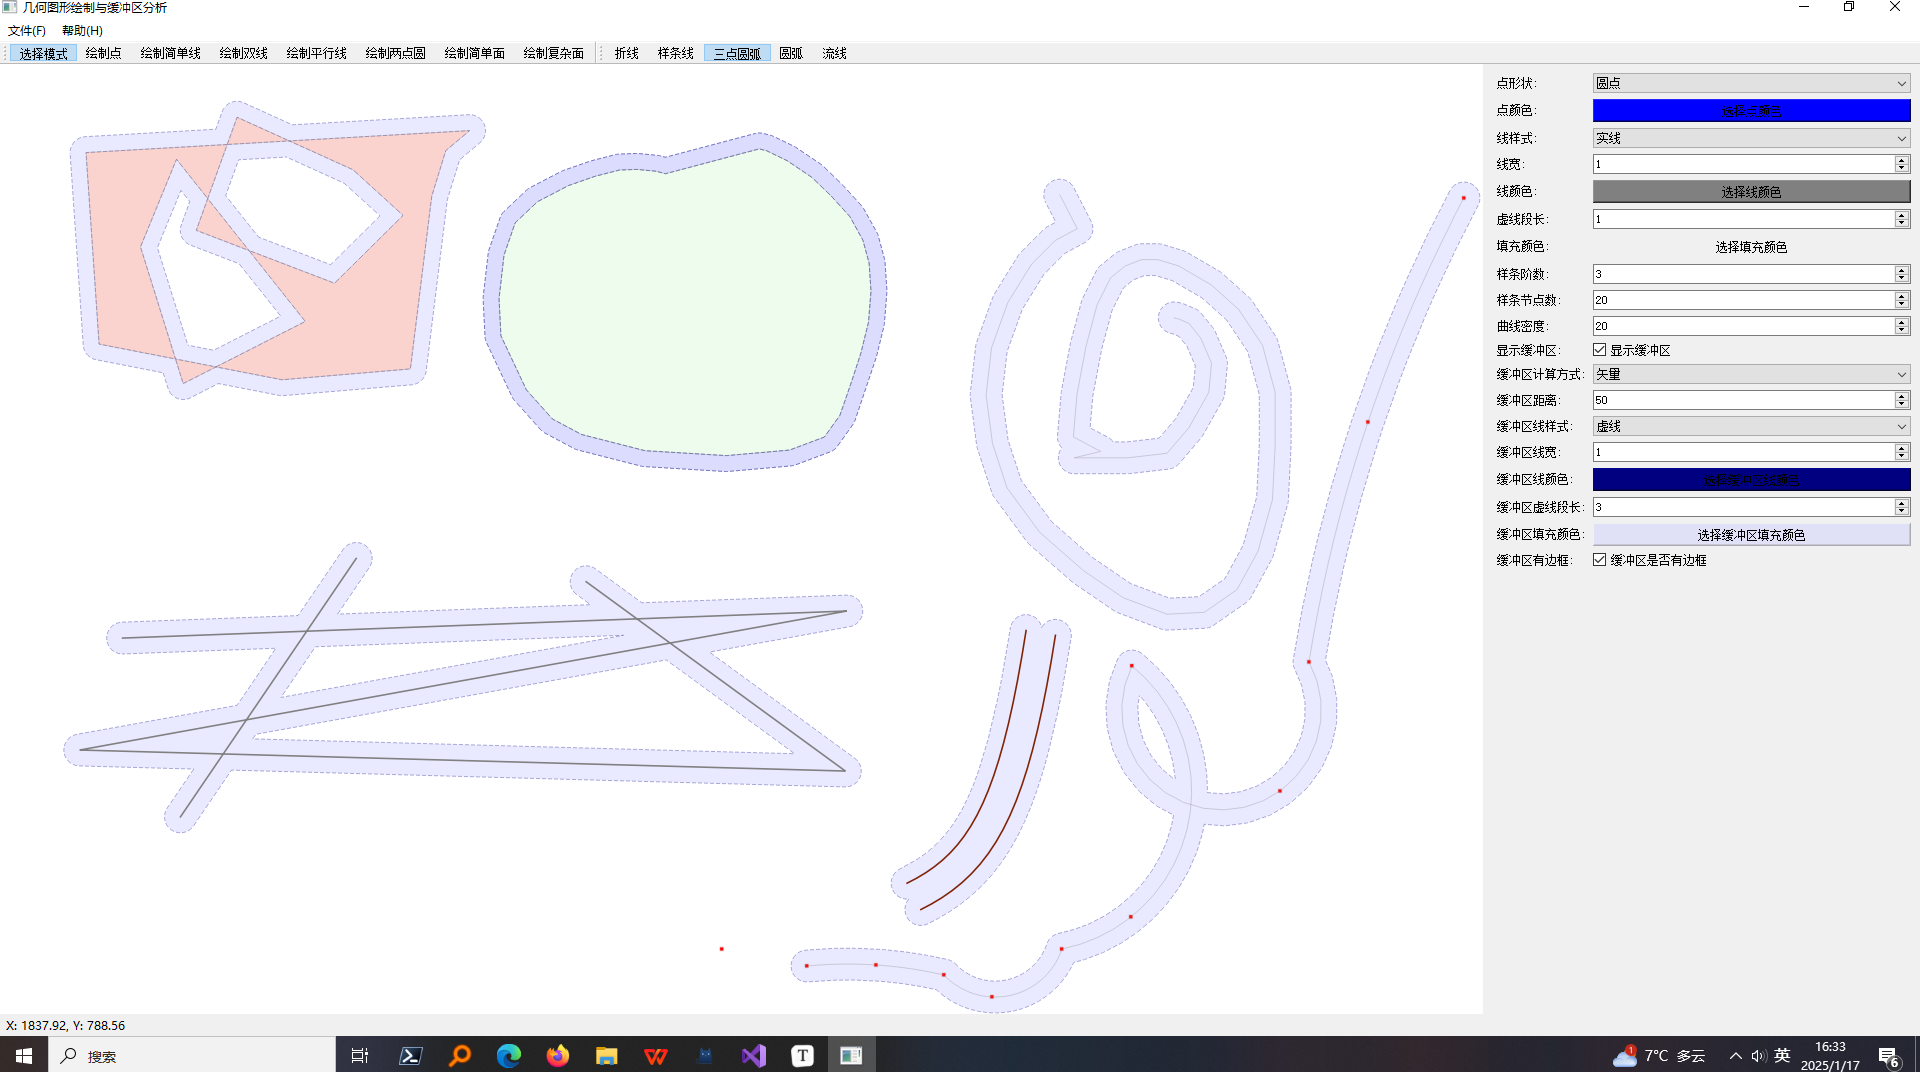 几何图形绘制与缓冲区分析
文件(F) 帮助(H)
选择模式 绘制点 绘制简单线 绘制双线 绘制平行线 绘制两点圆 绘制简单面 绘制复杂面 折线 样条线 三点圆弧 圆弧 流线
点形状: 圆点
点颜色: 选择点颜色
线样式: 实线
线宽: 1
线颜色: 选择线颜色
虚线段长: 1
填充颜色: 选择填充颜色
样条阶数: 3
样条节点数: 20
曲线密度: 20
显示缓冲区: 显示缓冲区
缓冲区计算方式: 矢量
缓冲区距离: 50
缓冲区线样式: 虚线
缓冲区线宽: 1
缓冲区线颜色: 选择缓冲区线颜色
缓冲区虚线段长: 3
缓冲区填充颜色: 选择缓冲区填充颜色
缓冲区有边框: 缓冲区是否有边框
X: 1837.92, Y: 788.56
搜索
T
1
7°C 多云
英
16:33
2025/1/17
6